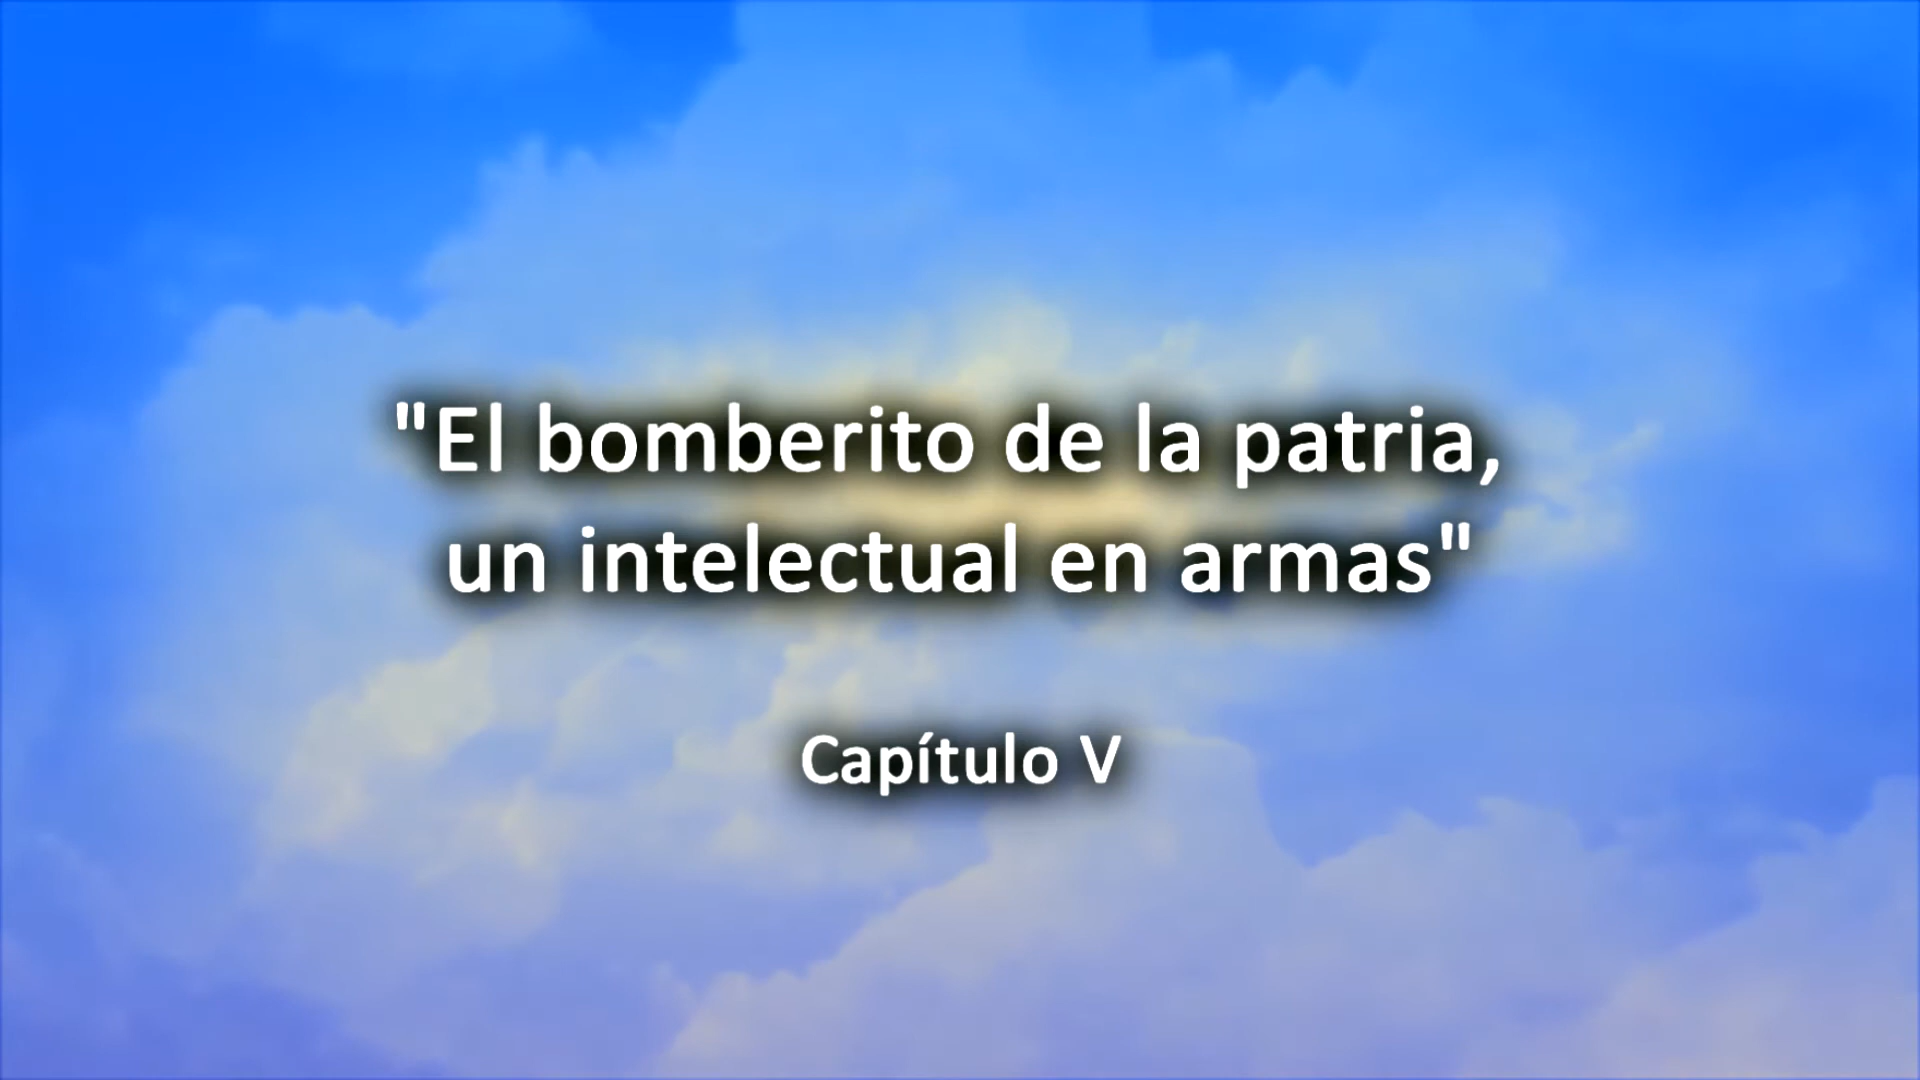 "El bomberito de la patria,
un intelectual en armas"
Capítulo V